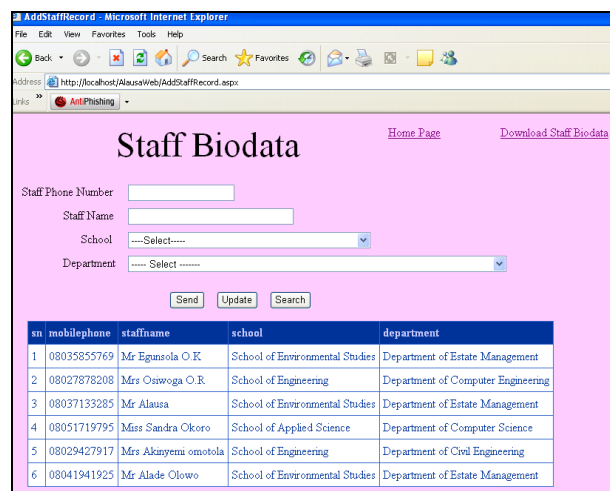 AddStaffRecord - Microsoft Internet Explorer
File Edit View Favorites Tools Help
Back Search Favorites
Address http://localhost/AlausaWeb/AddStaffRecord.aspx
Links » AntiPhishing
Staff Biodata Home Page Download Staff Biodata
Staff Phone Number
Staff Name
School ----Select-----
Department ----- Select -------
Send Update Search
sn mobilephone staffname school department
1 08035855769 Mr Egunsola O.K School of Environmental Studies Department of Estate Management
2 08027878208 Mrs Osiwoga O.R School of Engineering Department of Computer Engineering
3 08037133285 Mr Alausa School of Environmental Studies Department of Estate Management
4 08051719795 Miss Sandra Okoro School of Applied Science Department of Computer Science
5 08029427917 Mrs Akinyemi omotola School of Engineering Department of Civil Engineering
6 08041941925 Mr Alade Olowo School of Environmental Studies Department of Estate Management